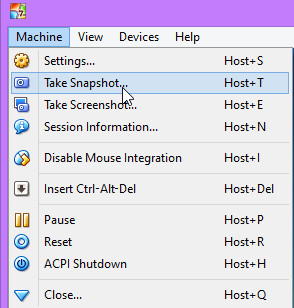 Machine View Devices Help
Settings... Host+S
Take Snapshot... Host+T
Take Screenshot... Host+E
Session Information... Host+N
Disable Mouse Integration Host+I
Insert Ctrl-Alt-Del Host+Del
Pause Host+P
Reset Host+R
ACPI Shutdown Host+H
Close... Host+Q